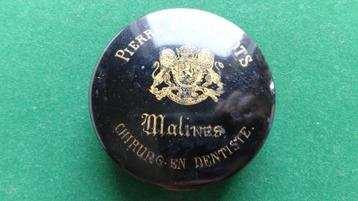 PIERRE
Malines
CHIRURG-EN DENTISTE.